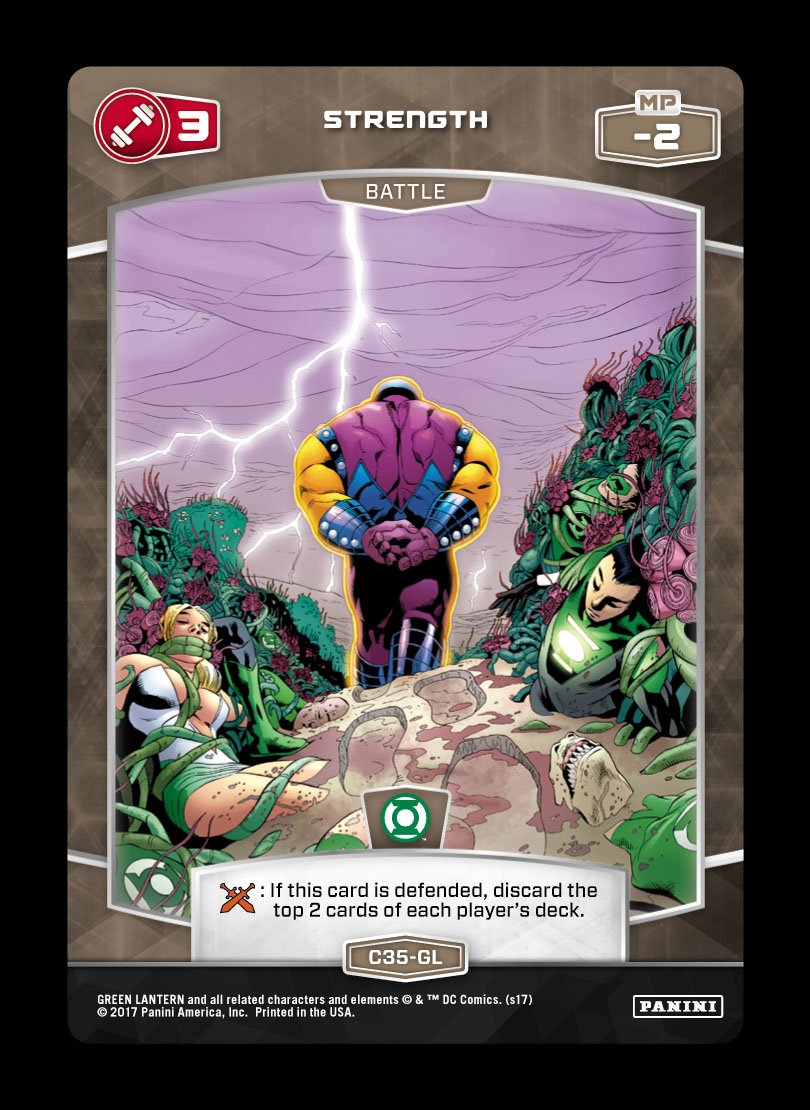 3
STRENGTH
MP
-2
BATTLE
™
: If this card is defended, discard the
top 2 cards of each player's deck.
C35-GL
GREEN LANTERN and all related characters and elements © & ™ DC Comics. (s17)
© 2017 Panini America, Inc. Printed in the USA.
PANINI